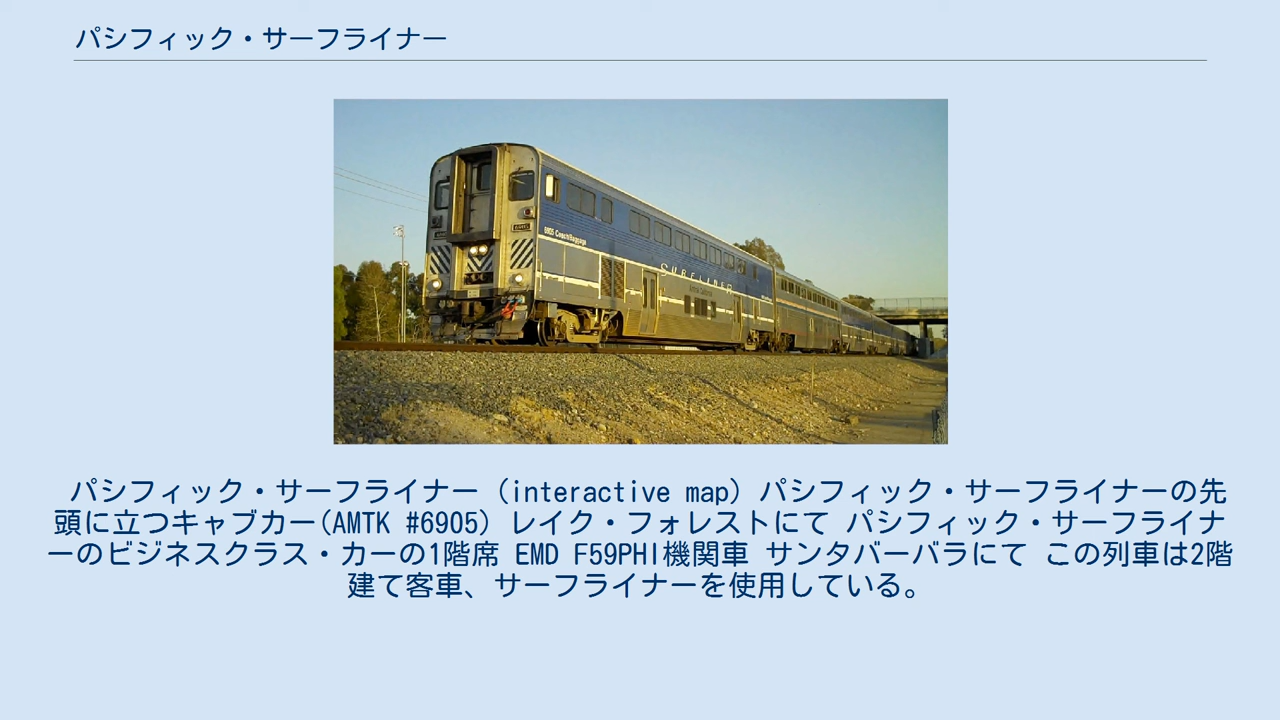 パシフィック・サーフライナー
6905 Coach/Baggage
SURFLINER
パシフィック・サーフライナー (interactive map) パシフィック・サーフライナーの先
頭に立つキャブカー(AMTK #6905) レイク・フォレストにて パシフィック・サーフライナ
ーのビジネスクラス・カーの1階席 EMD F59PHI機関車 サンタバーバラにて この列車は2階
建て客車、サーフライナーを使用している。